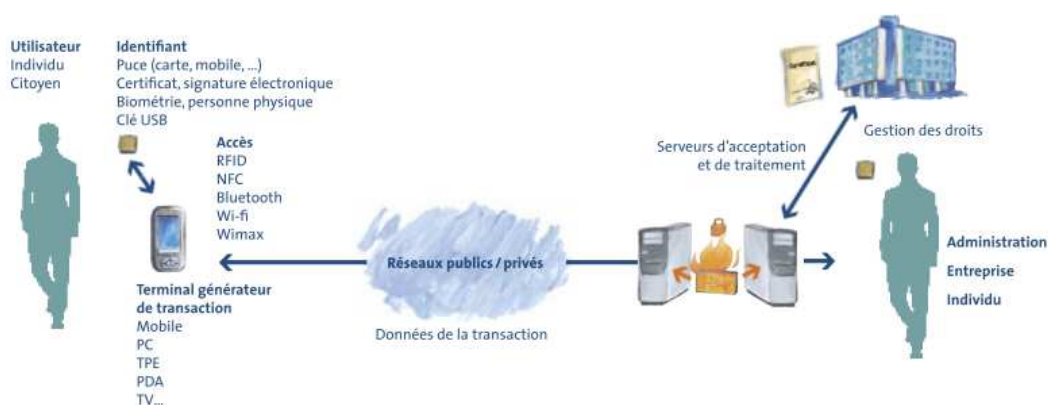 Utilisateur
Individu
Citoyen
Identifiant
Puce (carte, mobile, ...)
Certificat, signature électronique
Biométrie, personne physique
Clé USB
Accès
RFID
NFC
Bluetooth
Wi-fi
Wimax
Terminal générateur
de transaction
Mobile
PC
TPE
PDA
TV...
Réseaux publics / privés
Données de la transaction
Serveurs d'acceptation
et de traitement
Certificat
Gestion des droits
Administration
Entreprise
Individu